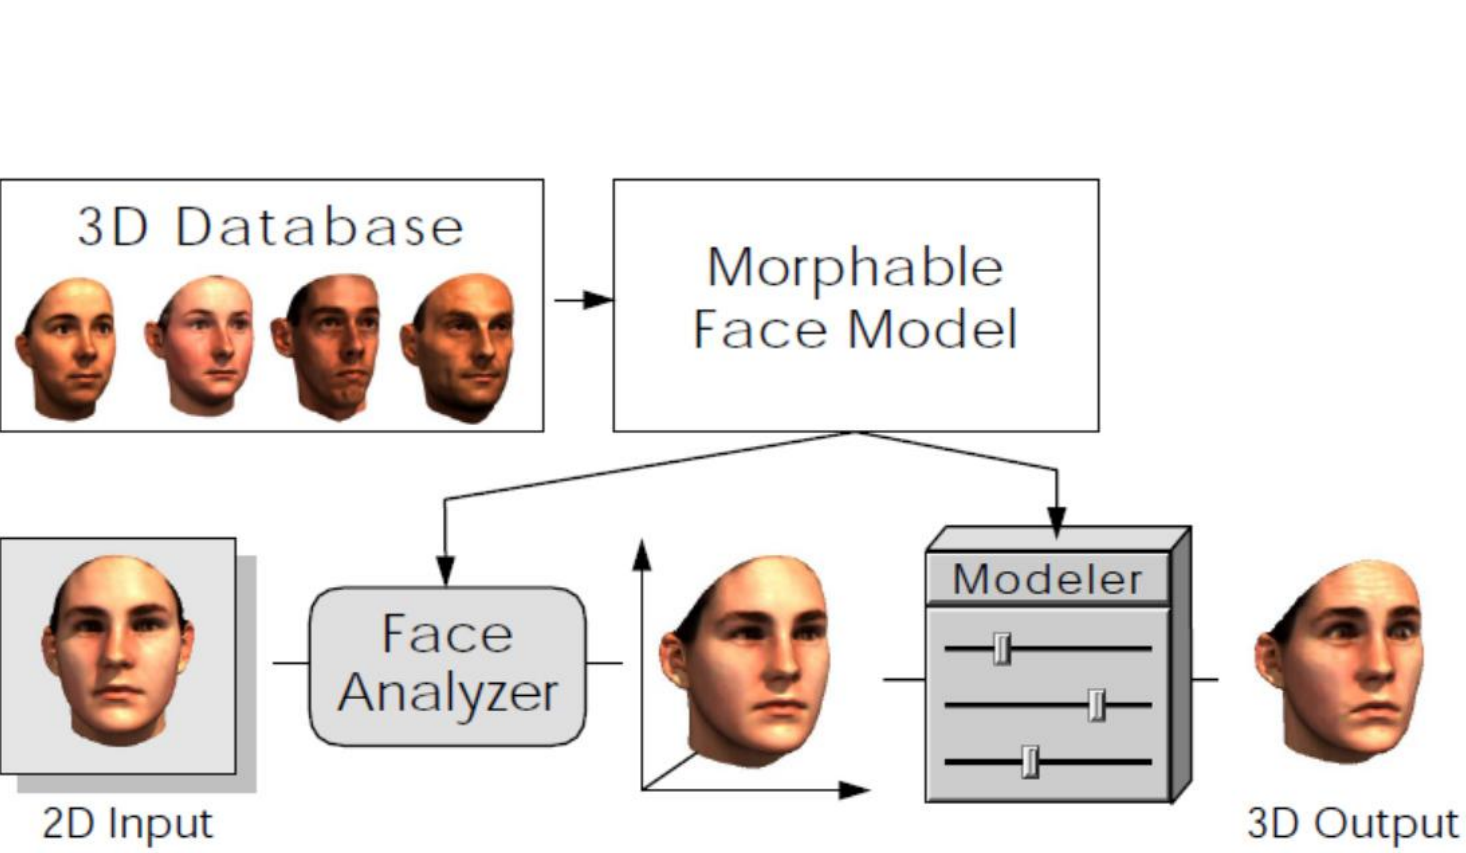 3D Database
Morphable
Face Model
Face
Analyzer
Modeler
2D Input
3D Output